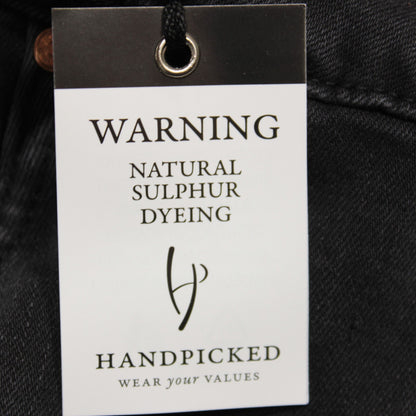 WARNING
NATURAL
SULPHUR
DYEING
HANDPICKED
WEAR your VALUES